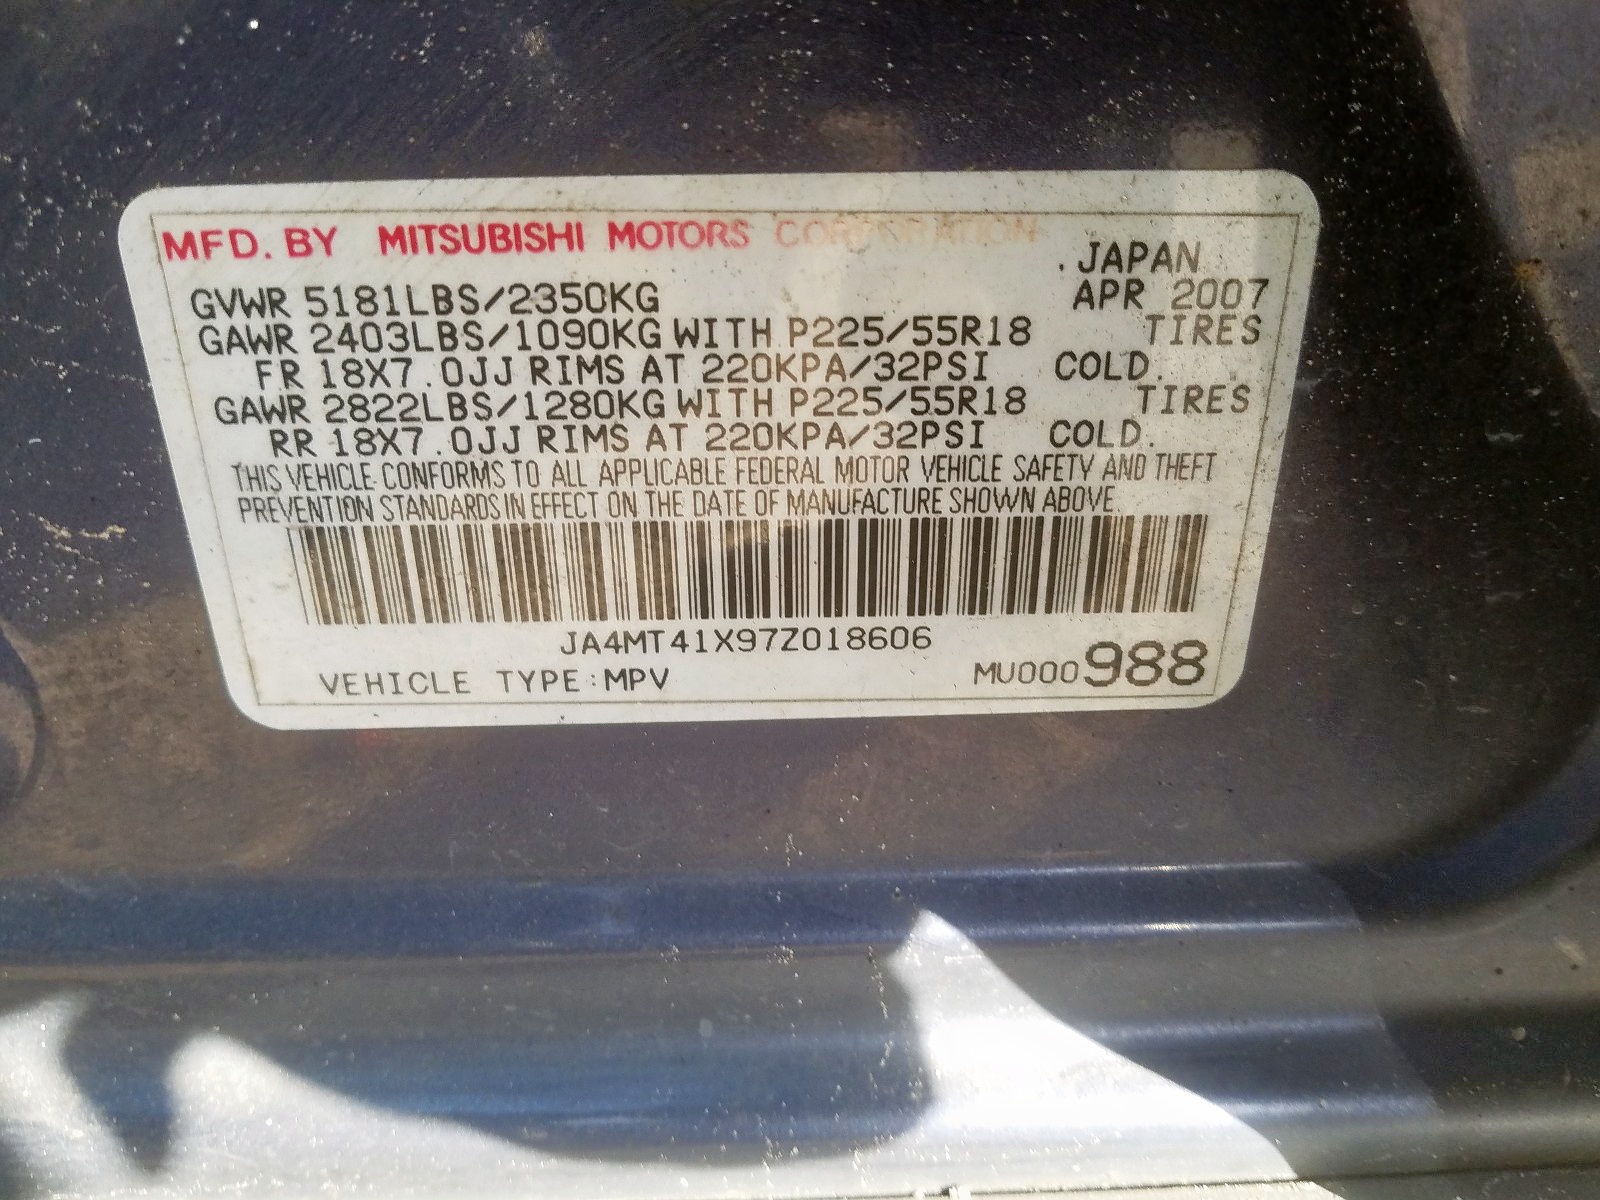 MFD. BY MITSUBISHI MOTORS CORPORATION
JAPAN
GVWR 5181LBS/2350KG APR 2007
GAWR 2403LBS/1090KG WITH P225/55R18 TIRES
FR 18X7.0JJ RIMS AT 220KPA/32PSI COLD.
GAWR 2822LBS/1280KG WITH P225/55R18 TIRES
RR 18X7.0JJ RIMS AT 220KPA/32PSI COLD.
THIS VEHICLE CONFORMS TO ALL APPLICABLE FEDERAL MOTOR VEHICLE SAFETY AND THEFT
PREVENTION STANDARDS IN EFFECT ON THE DATE OF MANUFACTURE SHOWN ABOVE.
JA4MT41X97Z018606
VEHICLE TYPE:MPV MU000988